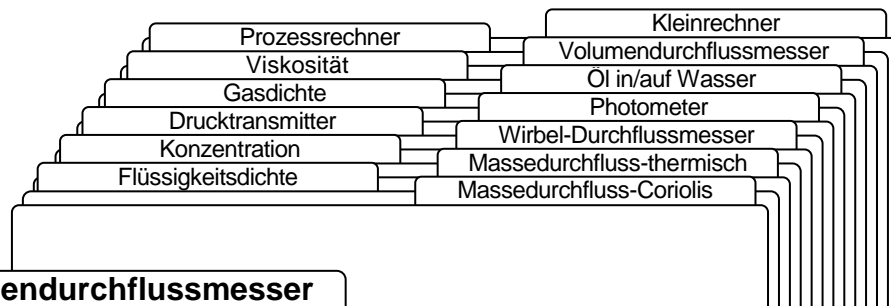 Kleinrechner
Prozessrechner
Volumendurchflussmesser
Viskosität
Öl in/auf Wasser
Gasdichte
Photometer
Drucktransmitter
Wirbel-Durchflussmesser
Konzentration
Massedurchfluss-thermisch
Flüssigkeitsdichte
Massedurchfluss-Coriolis
endurchflussmesser